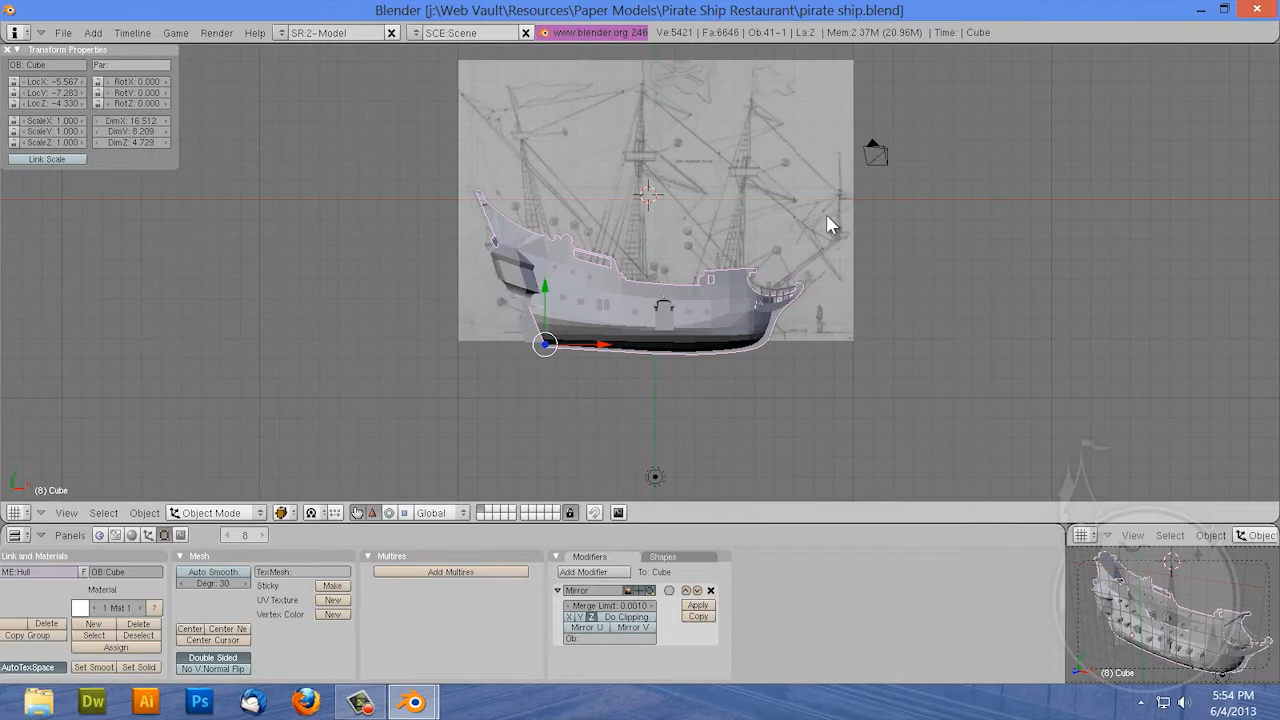 Blender [j:\Web Vault\Resources\Paper Models\Pirate Ship Restaurant\pirate ship.blend]
File Add Timeline Game Render Help SR:2-Model SCE:Scene www.blender.org 246 Ve:5421 | Fa:6646 | Ob:41-1 | La:2 | Mem:2.37M (20.96M) | Time: | Cube
Transform Properties
OB: Cube Par:
LocX: -5.567 RotX: 0.000
LocY: -7.283 RotY: 0.000
LocZ: -4.330 RotZ: 0.000
ScaleX: 1.000 DimX: 16.512
ScaleY: 1.000 DimY: 8.209
ScaleZ: 1.000 DimZ: 4.729
Link Scale
(8) Cube
View Select Object Object Mode Global
Panels 8 View Select Object Objec
Link and Materials Mesh Multires Modifiers Shapes
ME:Hull F OB:Cube Auto Smooth TexMesh: Add Multires Add Modifier To: Cube
Degr: 30 Sticky Make
Material Mirror
UV Texture New
1 Mat 1 ? Vertex Color New Merge Limit: 0.0010 Apply
X Y Z Do Clipping Copy
Delete New Delete Center Center Ne Mirror U Mirror V
Copy Group Select Deselect Center Cursor Ob:
Assign
Double Sided
AutoTexSpace Set Smoot Set Solid No V.Normal Flip
(8) Cube
Dw Ai Ps
5:54 PM
6/4/2013